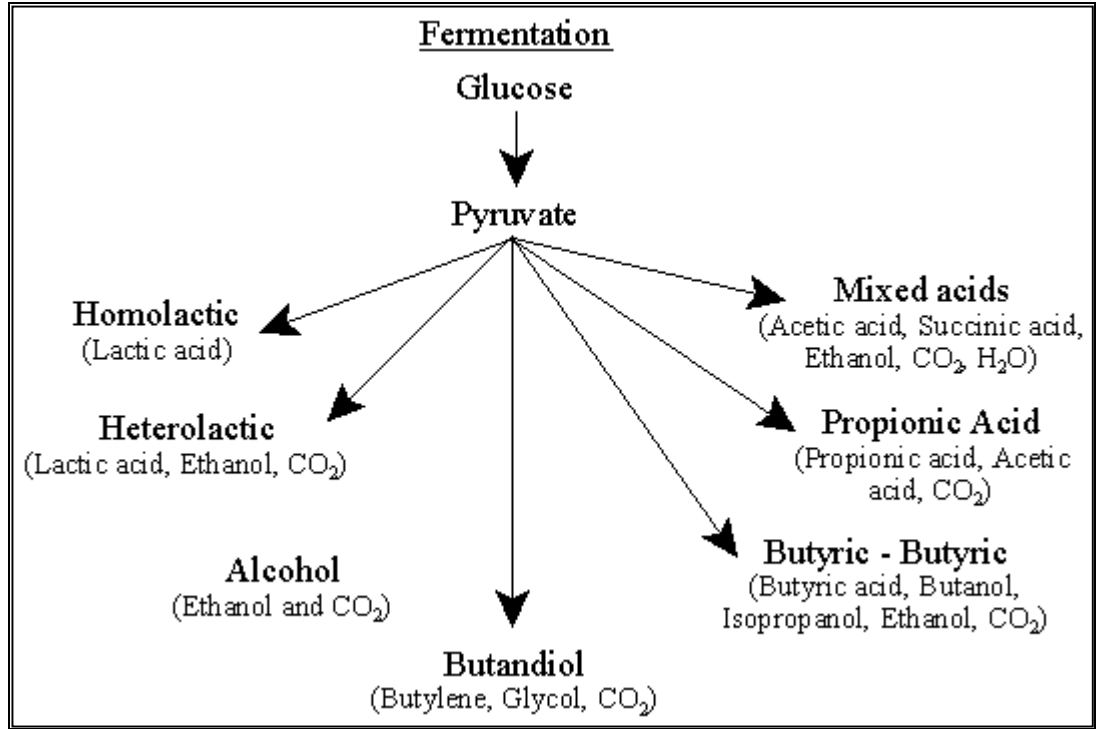 Fermentation
Glucose
Pyruvate
Homolactic
(Lactic acid)
Mixed acids
(Acetic acid, Succinic acid,
Ethanol, CO₂, H₂O)
Heterolactic
(Lactic acid, Ethanol, CO₂)
Propionic Acid
(Propionic acid, Acetic
acid, CO₂)
Alcohol
(Ethanol and CO₂)
Butyric - Butyric
(Butyric acid, Butanol,
Isopropanol, Ethanol, CO₂)
Butandiol
(Butylene, Glycol, CO₂)